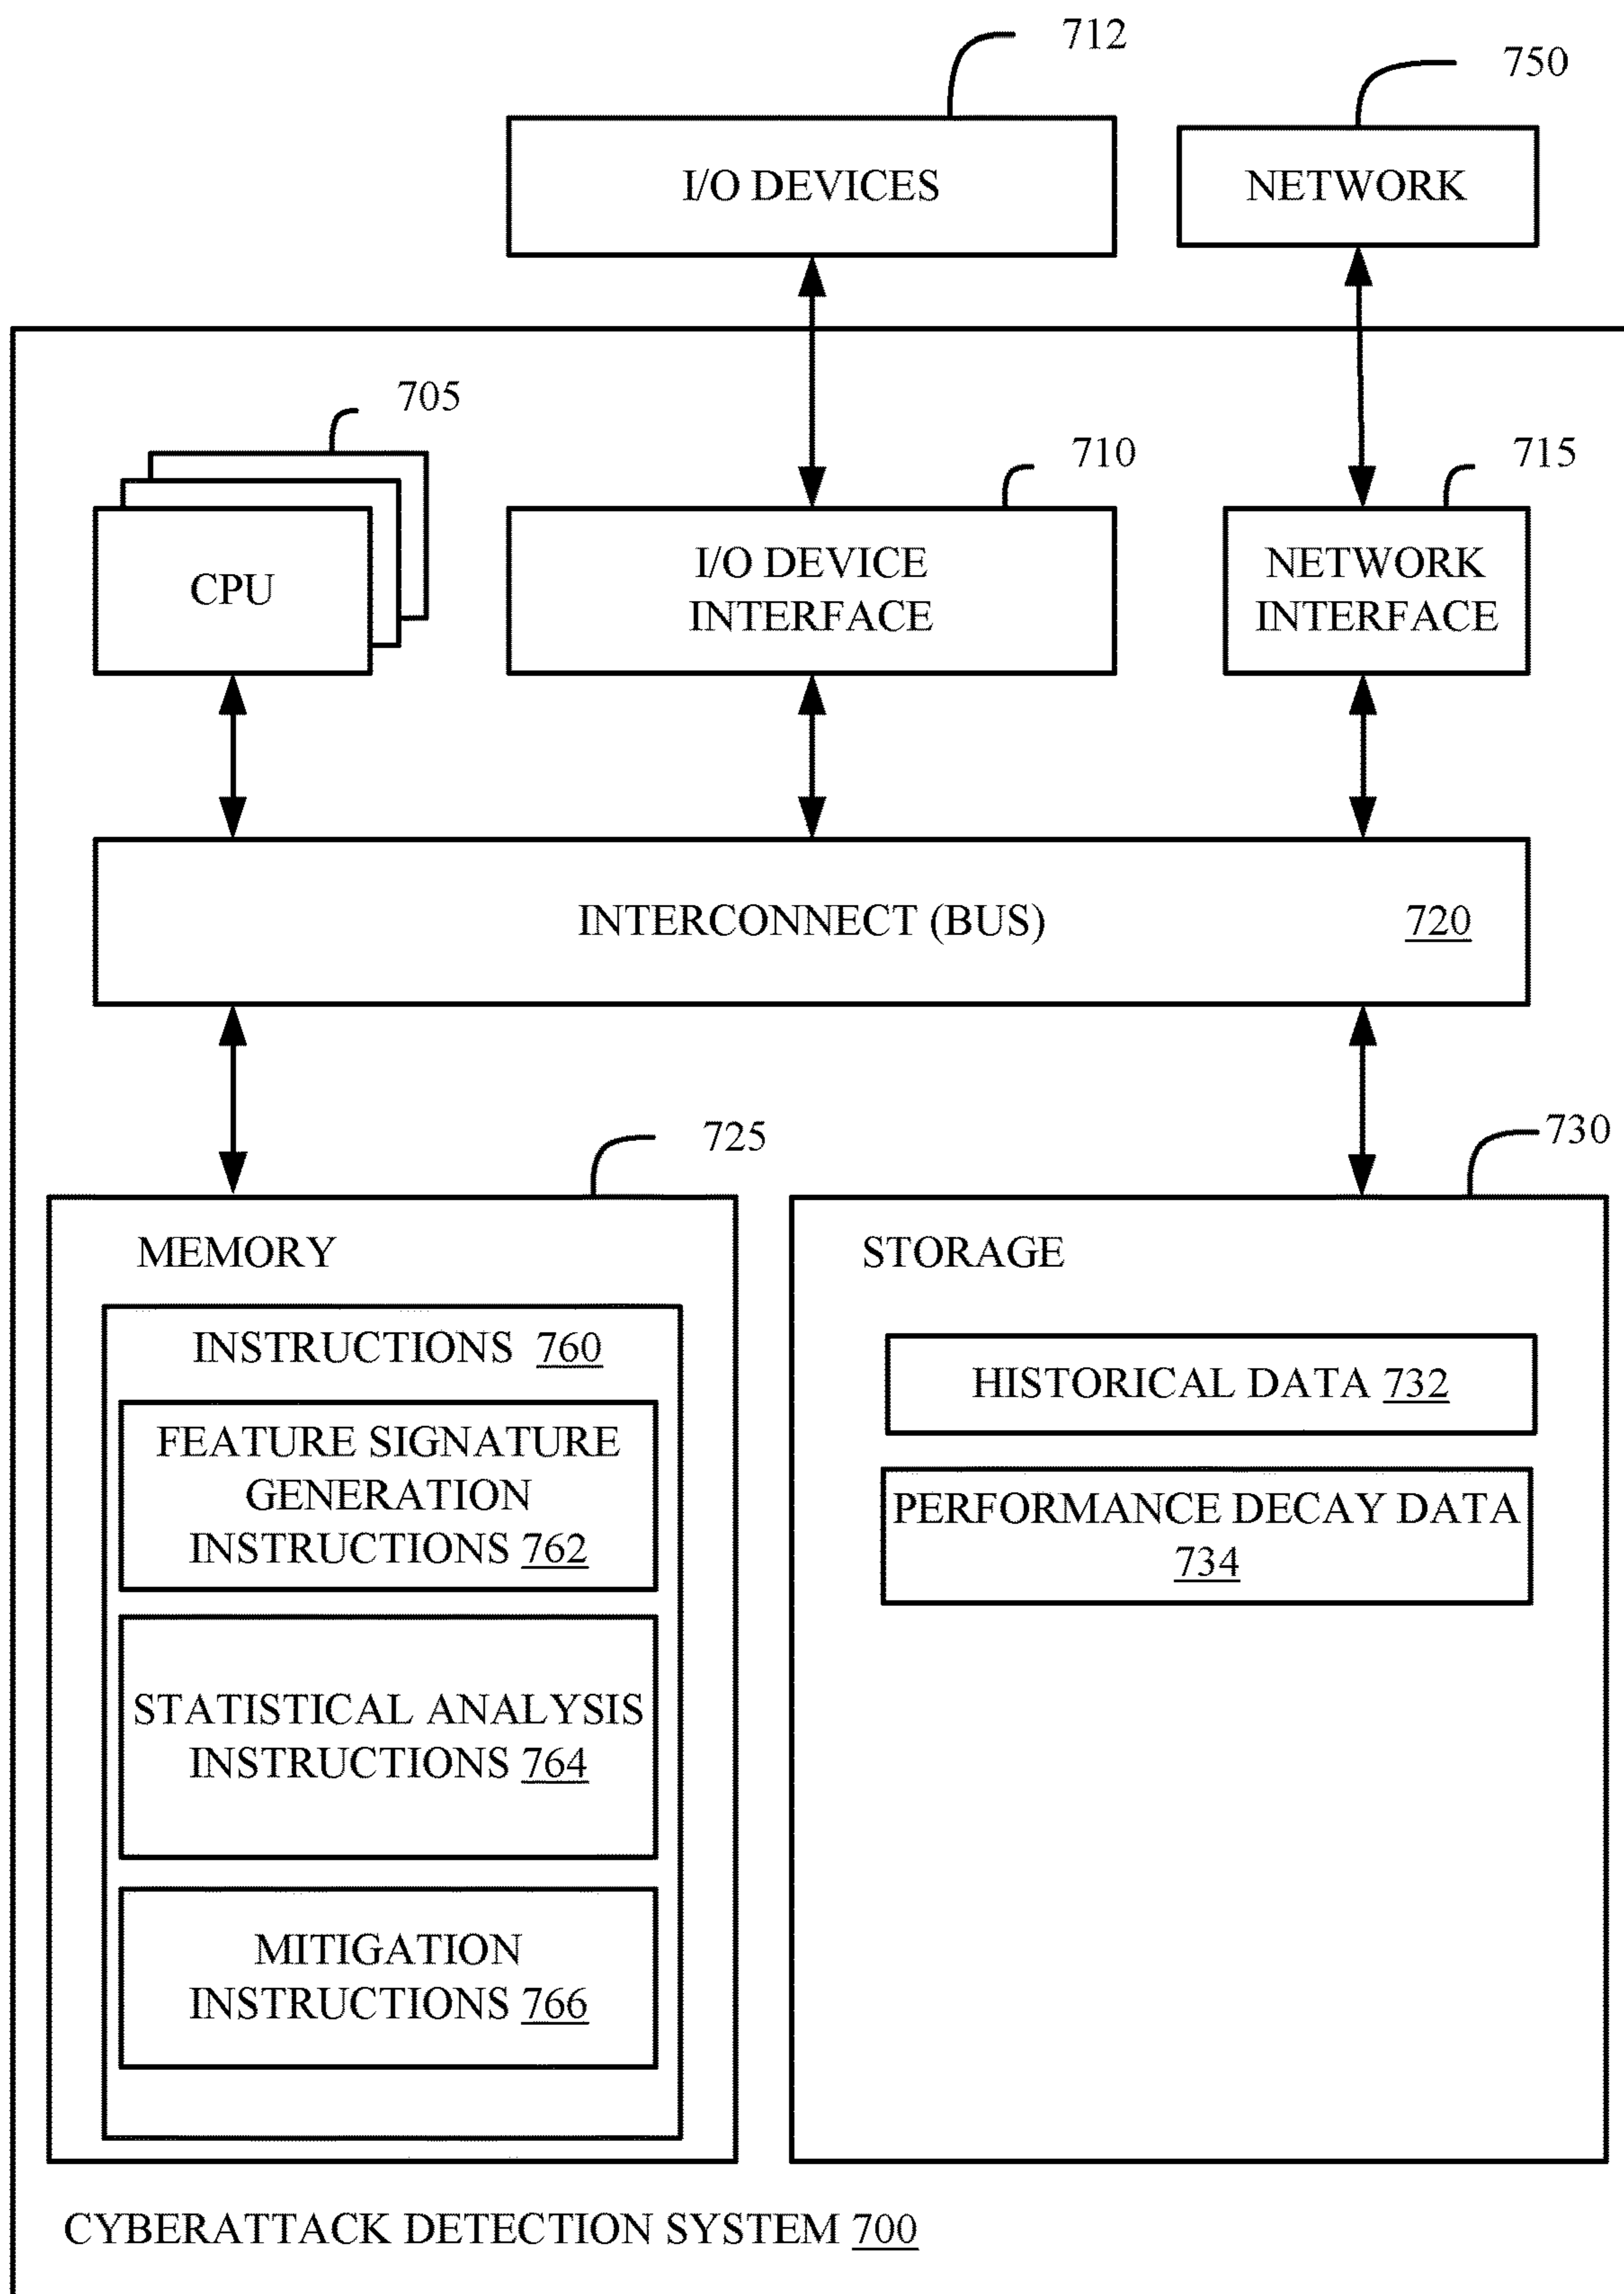 712
750
I/O DEVICES
NETWORK
705
710
715
CPU
I/O DEVICE
INTERFACE
NETWORK
INTERFACE
INTERCONNECT (BUS) 720
725
730
MEMORY
INSTRUCTIONS 760
FEATURE SIGNATURE
GENERATION
INSTRUCTIONS 762
STATISTICAL ANALYSIS
INSTRUCTIONS 764
MITIGATION
INSTRUCTIONS 766
STORAGE
HISTORICAL DATA 732
PERFORMANCE DECAY DATA
734
CYBERATTACK DETECTION SYSTEM 700